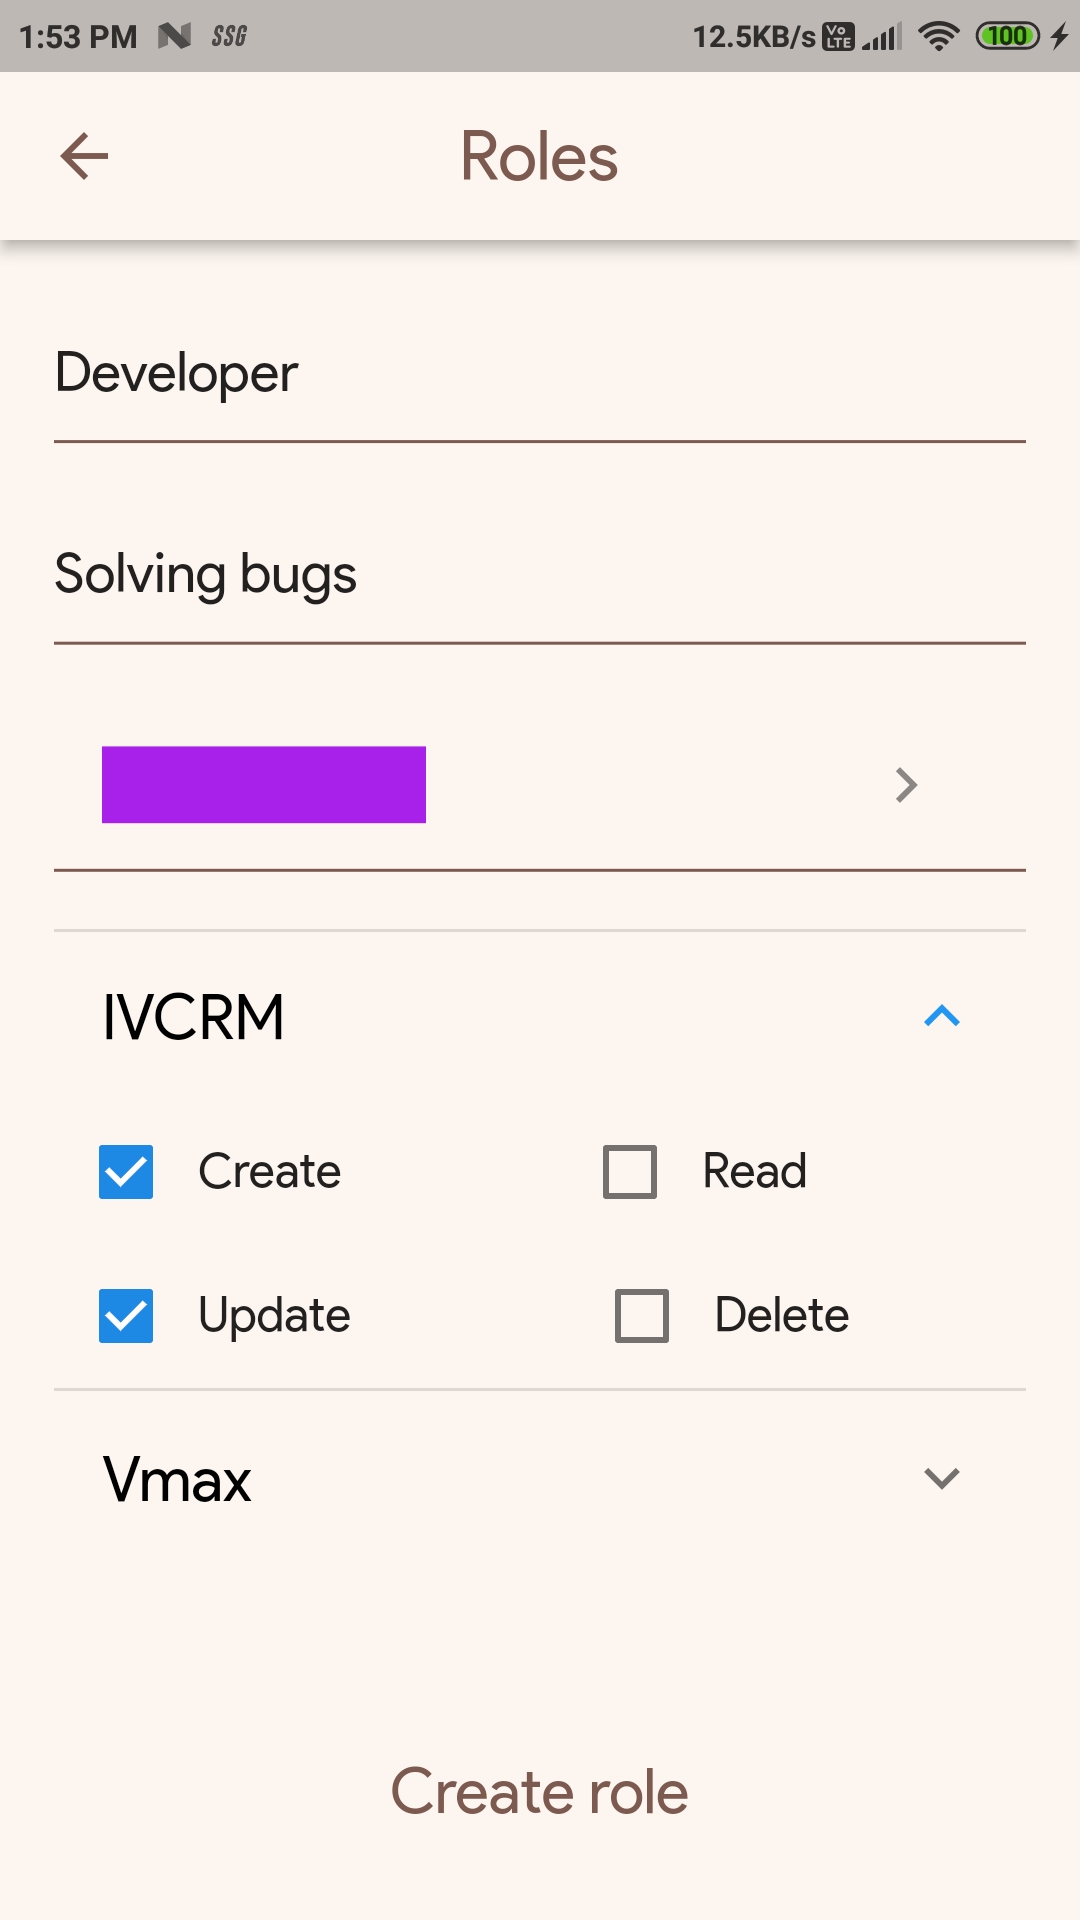 1:53 PM N SSG 12.5KB/s Vo LTE 100
Roles
Developer
Solving bugs
IVCRM
Create Read
Update Delete
Vmax
Create role